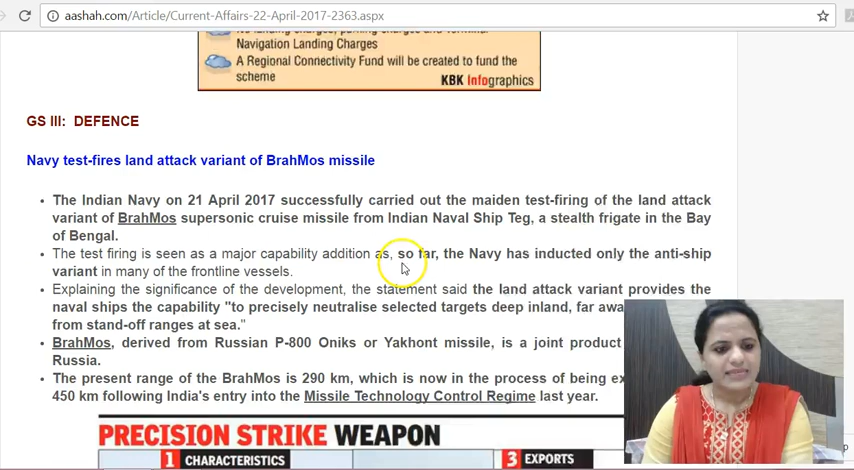 aashah.com/Article/Current-Affairs-22-April-2017-2363.aspx
Navigation Landing Charges
A Regional Connectivity Fund will be created to fund the
scheme
KBK Infographics
GS III: DEFENCE
Navy test-fires land attack variant of BrahMos missile
The Indian Navy on 21 April 2017 successfully carried out the maiden test-firing of the land attack
variant of BrahMos supersonic cruise missile from Indian Naval Ship Teg, a stealth frigate in the Bay
of Bengal.
The test firing is seen as a major capability addition as, so far, the Navy has inducted only the anti-ship
variant in many of the frontline vessels.
Explaining the significance of the development, the statement said the land attack variant provides the
naval ships the capability "to precisely neutralise selected targets deep inland, far
from stand-off ranges at sea."
BrahMos, derived from Russian P-800 Oniks or Yakhont missile, is a joint product
Russia.
The present range of the BrahMos is 290 km, which is now in the process of being
450 km following India's entry into the Missile Technology Control Regime last year.
PRECISION STRIKE WEAPON
1 CHARACTERISTICS
3 EXPORTS